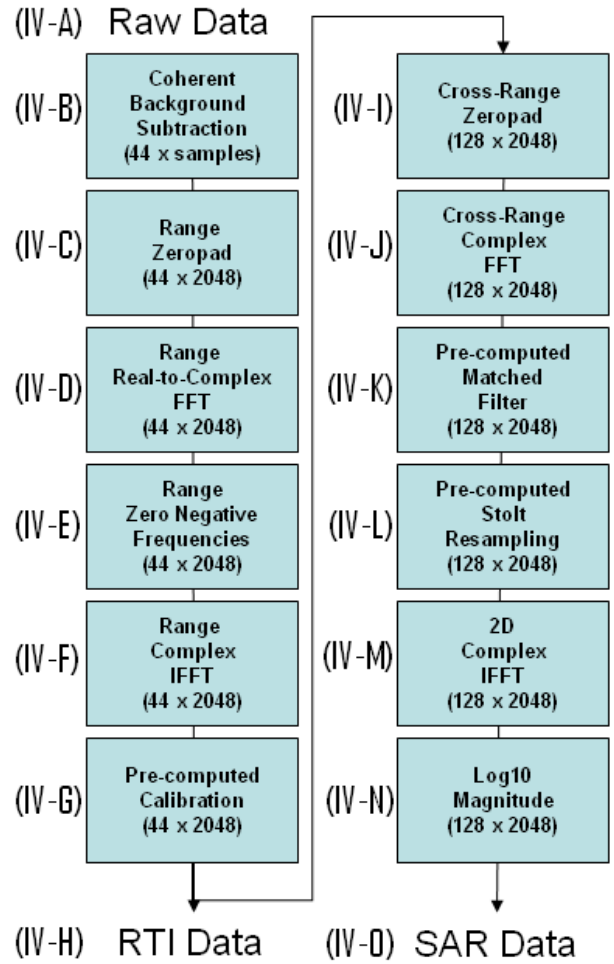 (IV-A) Raw Data
(IV-B)
Coherent
Background
Subtraction
(44 x samples)
(IV-C)
Range
Zeropad
(44 x 2048)
(IV-D)
Range
Real-to-Complex
FFT
(44 x 2048)
(IV-E)
Range
Zero Negative
Frequencies
(44 x 2048)
(IV-F)
Range
Complex
IFFT
(44 x 2048)
(IV-G)
Pre-computed
Calibration
(44 x 2048)
(IV-H) RTI Data
(IV-I)
Cross-Range
Zeropad
(128 x 2048)
(IV-J)
Cross-Range
Complex
FFT
(128 x 2048)
(IV-K)
Pre-computed
Matched
Filter
(128 x 2048)
(IV-L)
Pre-computed
Stolt
Resampling
(128 x 2048)
(IV-M)
2D
Complex
IFFT
(128 x 2048)
(IV-N)
Log10
Magnitude
(128 x 2048)
(IV-O) SAR Data